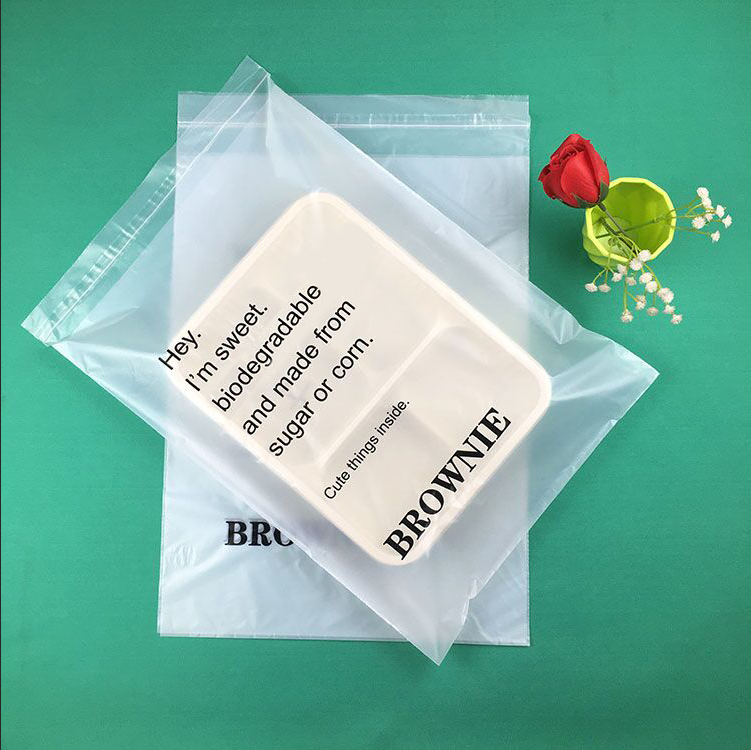 Hey.
I'm sweet.
biodegradable
and made from
sugar or corn.
Cute things inside.
BROWNIE
BRO